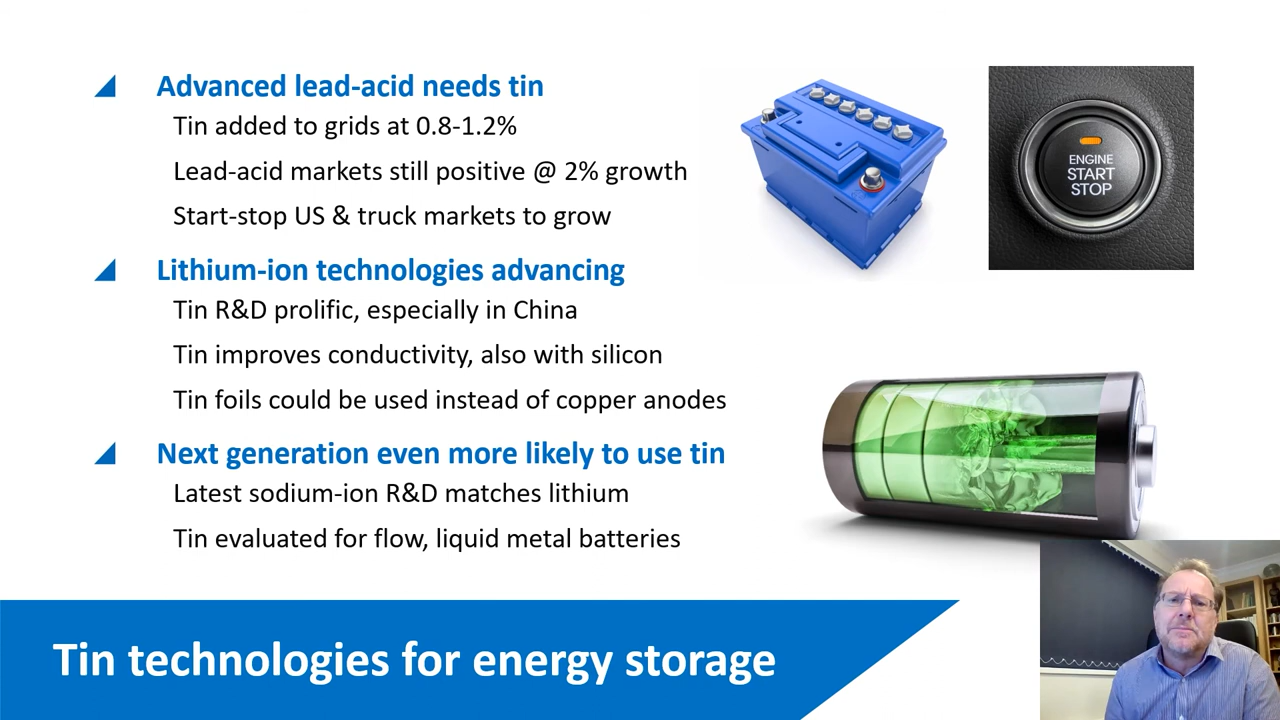 Advanced lead-acid needs tin
Tin added to grids at 0.8-1.2%
Lead-acid markets still positive @ 2% growth
Start-stop US & truck markets to grow
Lithium-ion technologies advancing
Tin R&D prolific, especially in China
Tin improves conductivity, also with silicon
Tin foils could be used instead of copper anodes
Next generation even more likely to use tin
Latest sodium-ion R&D matches lithium
Tin evaluated for flow, liquid metal batteries
ENGINE
START
STOP
Tin technologies for energy storage